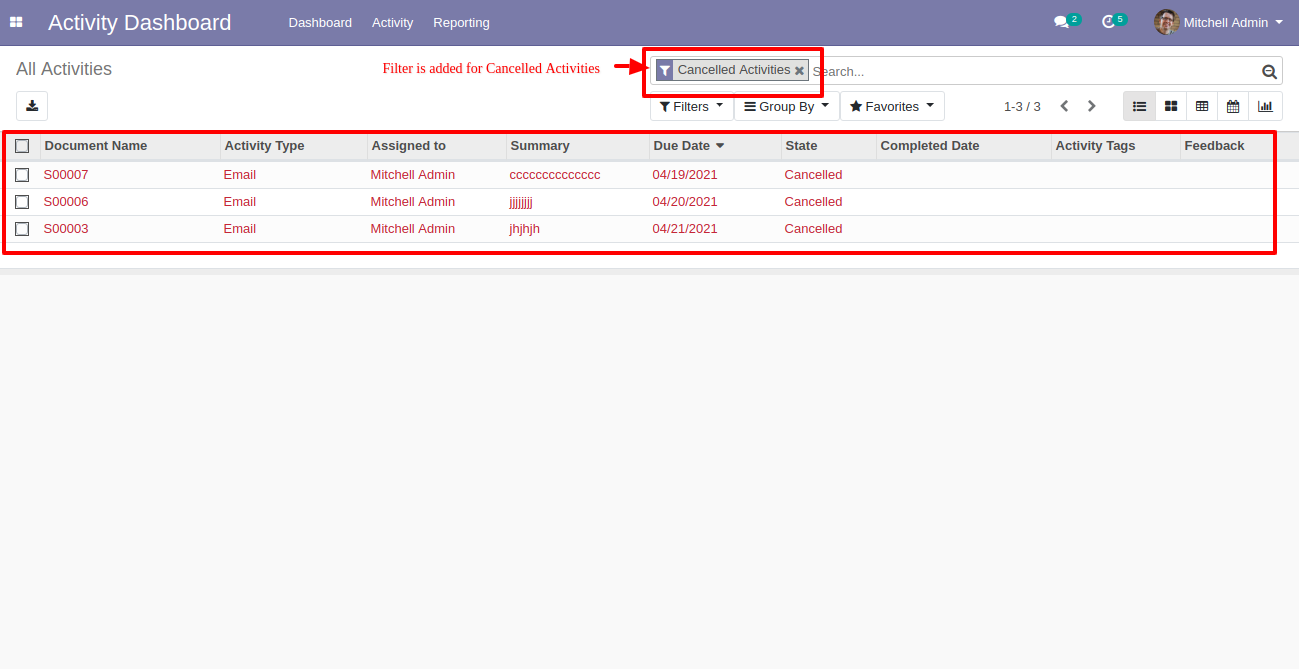 Activity Dashboard Dashboard Activity Reporting 2 5 Mitchell Admin
All Activities Filter is added for Cancelled Activities Cancelled Activities Search...
Filters Group By Favorites 1-3 / 3
Document Name Activity Type Assigned to Summary Due Date State Completed Date Activity Tags Feedback
S00007 Email Mitchell Admin cccccccccccccc 04/19/2021 Cancelled
S00006 Email Mitchell Admin jjjjjjjj 04/20/2021 Cancelled
S00003 Email Mitchell Admin jhjhjh 04/21/2021 Cancelled